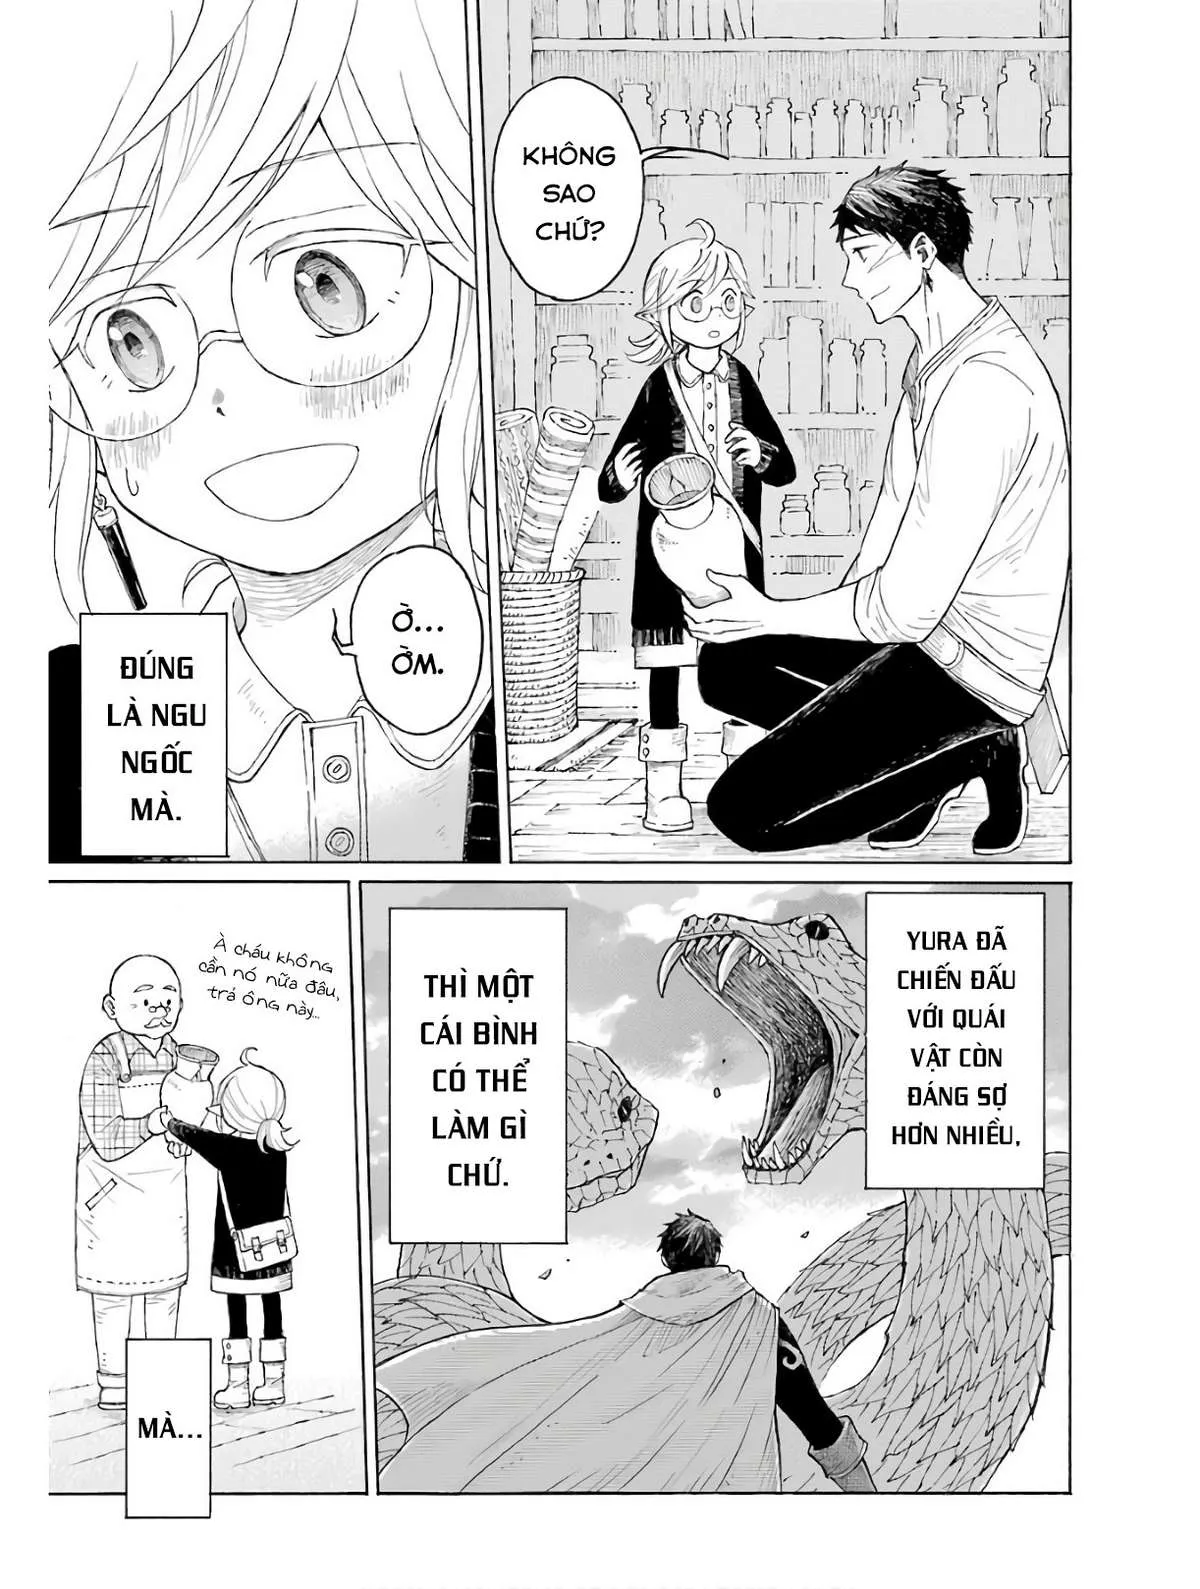 KHÔNG
SAO
CHỨ?
Ờ...
ỜM.
ĐÚNG
LÀ NGU
NGỐC
MÀ.
YURA ĐÃ
CHIẾN ĐẤU
VỚI QUÁI
VẬT CÒN
ĐÁNG SỢ
HƠN NHIỀU,
THÌ MỘT
CÁI BÌNH
CÓ THỂ
LÀM GÌ
CHỨ.
À cháu không
cần nó nữa đâu,
trả ông này...
MÀ...